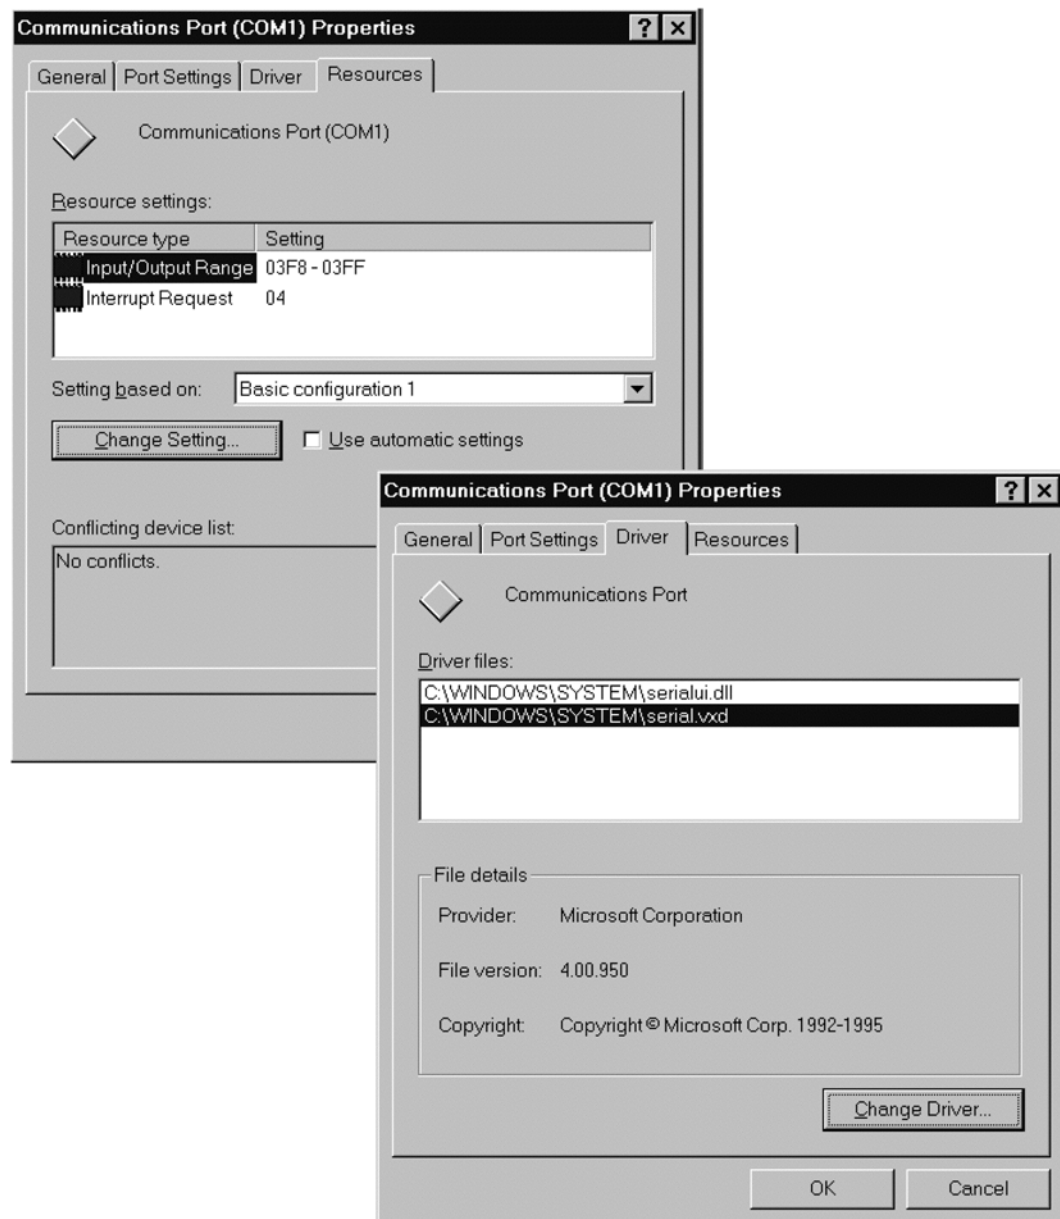 Communications Port (COM1) Properties ? ×
General Port Settings Driver Resources
Communications Port (COM1)
Resource settings:
Resource type Setting
Input/Output Range 03F8 - 03FF
Interrupt Request 04
Setting based on: Basic configuration 1
Change Setting... Use automatic settings
Conflicting device list:
No conflicts.
Communications Port (COM1) Properties ? ×
General Port Settings Driver Resources
Communications Port
Driver files:
C:\WINDOWS\SYSTEM\serialui.dll
C:\WINDOWS\SYSTEM\serial.vxd
File details
Provider: Microsoft Corporation
File version: 4.00.950
Copyright: Copyright © Microsoft Corp. 1992-1995
Change Driver...
OK Cancel